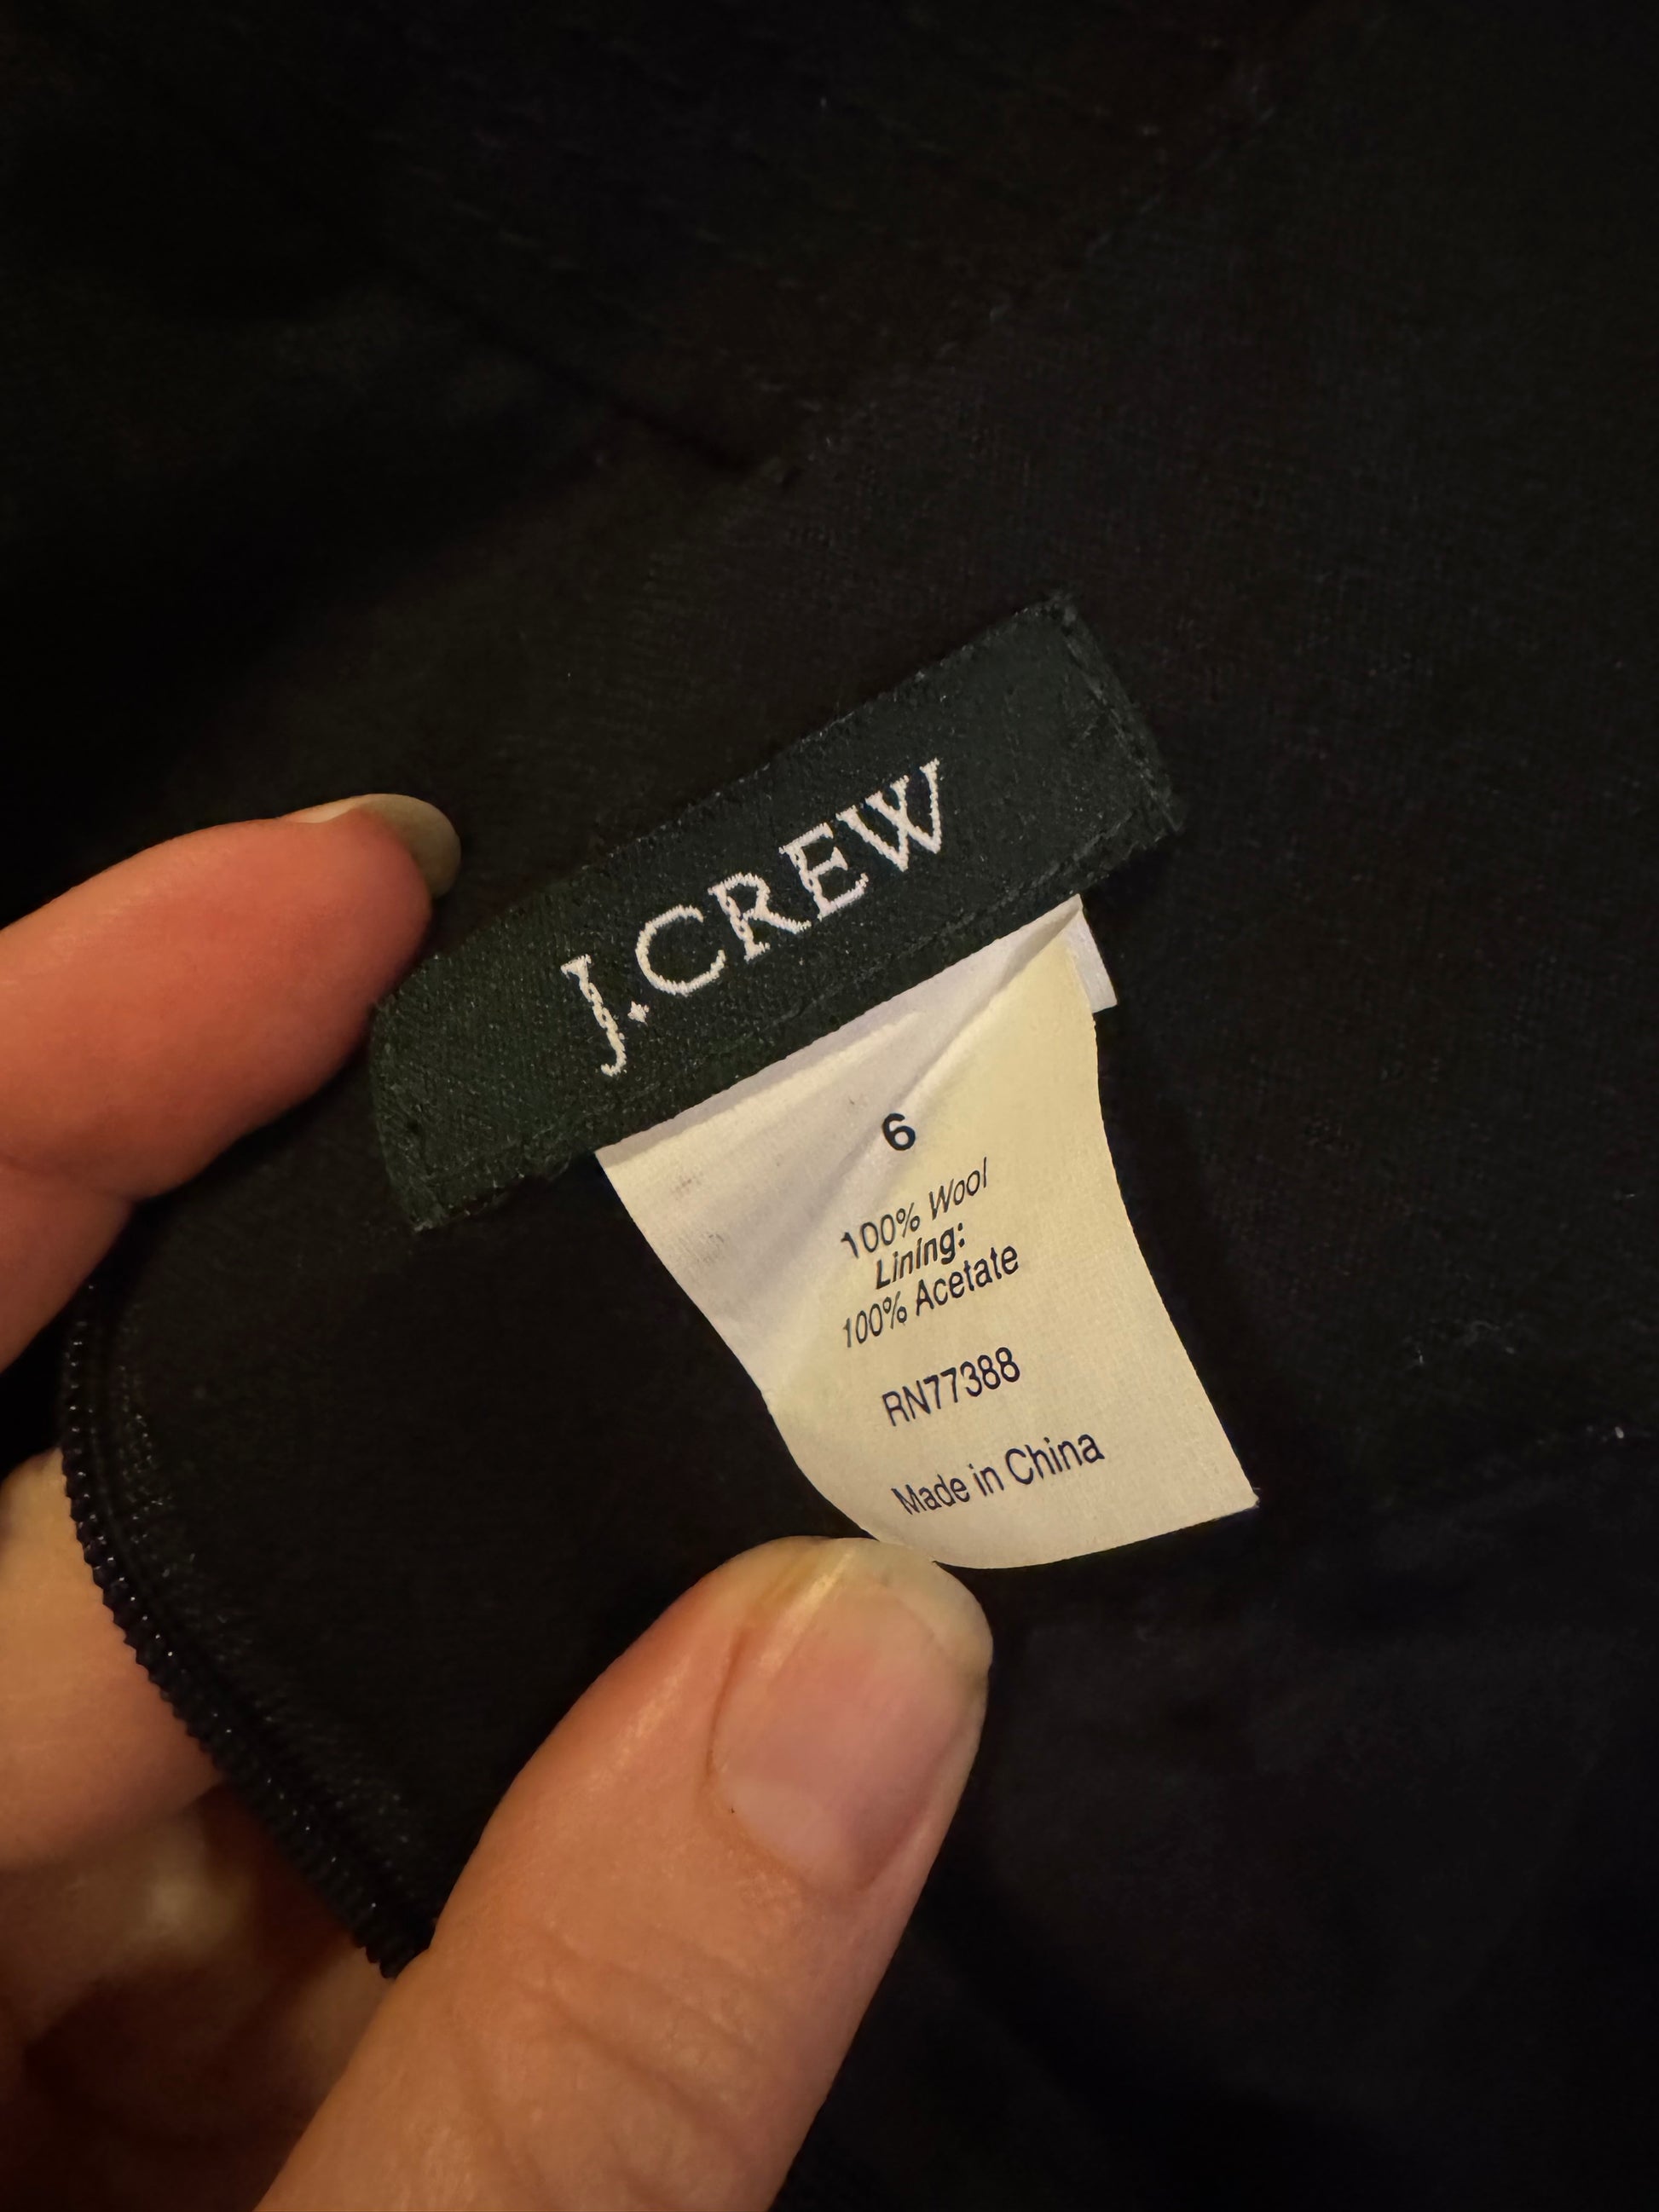 J.CREW
6
100% Wool
Lining:
100% Acetate
RN77388
Made in China